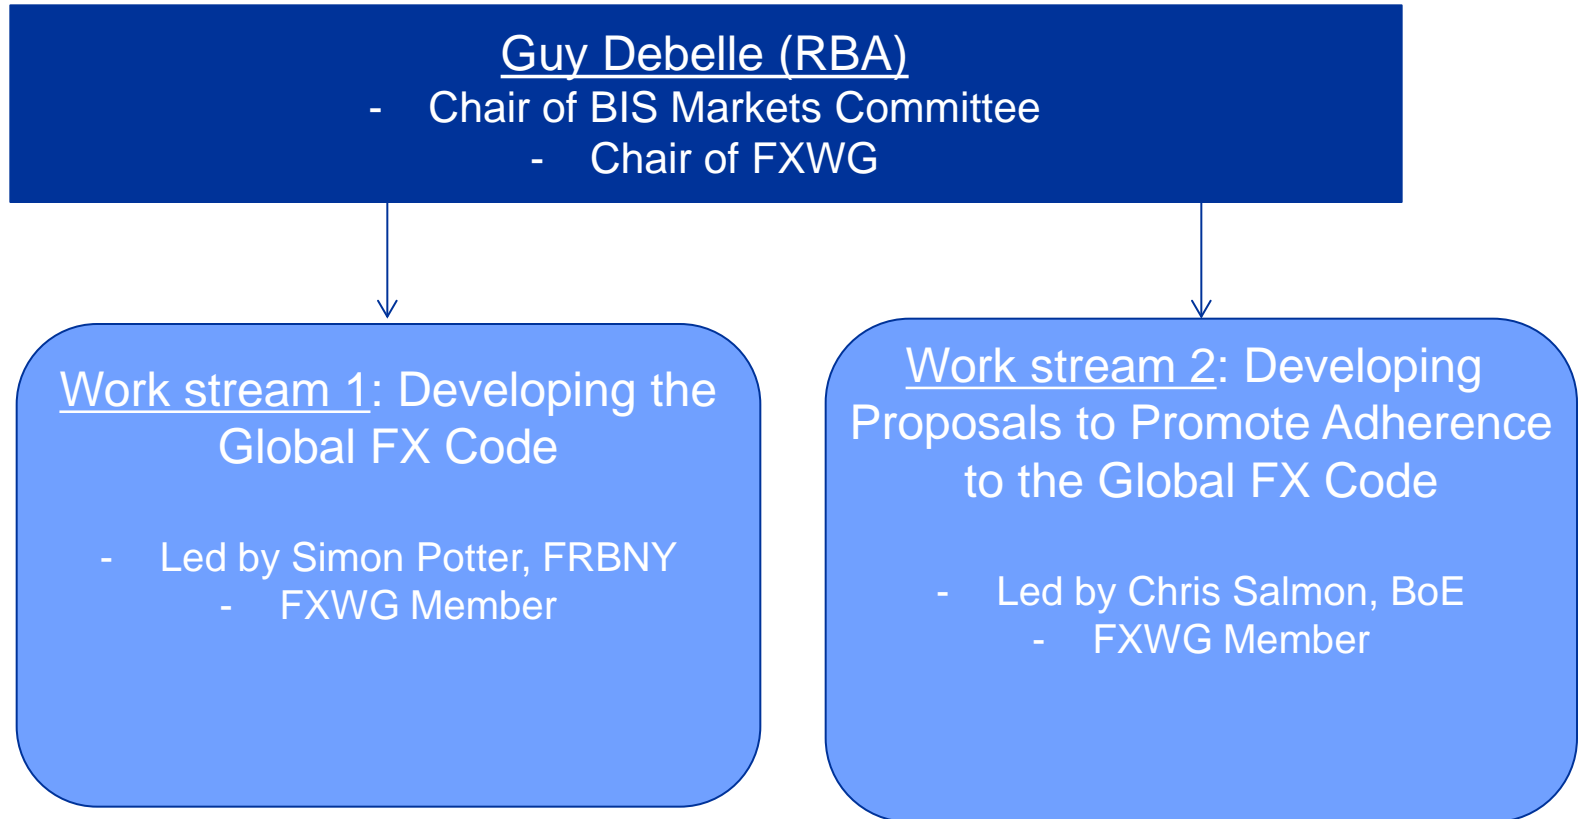 Guy Debelle (RBA)
- Chair of BIS Markets Committee
- Chair of FXWG
Work stream 1: Developing the
Global FX Code
- Led by Simon Potter, FRBNY
- FXWG Member
Work stream 2: Developing
Proposals to Promote Adherence
to the Global FX Code
- Led by Chris Salmon, BoE
- FXWG Member